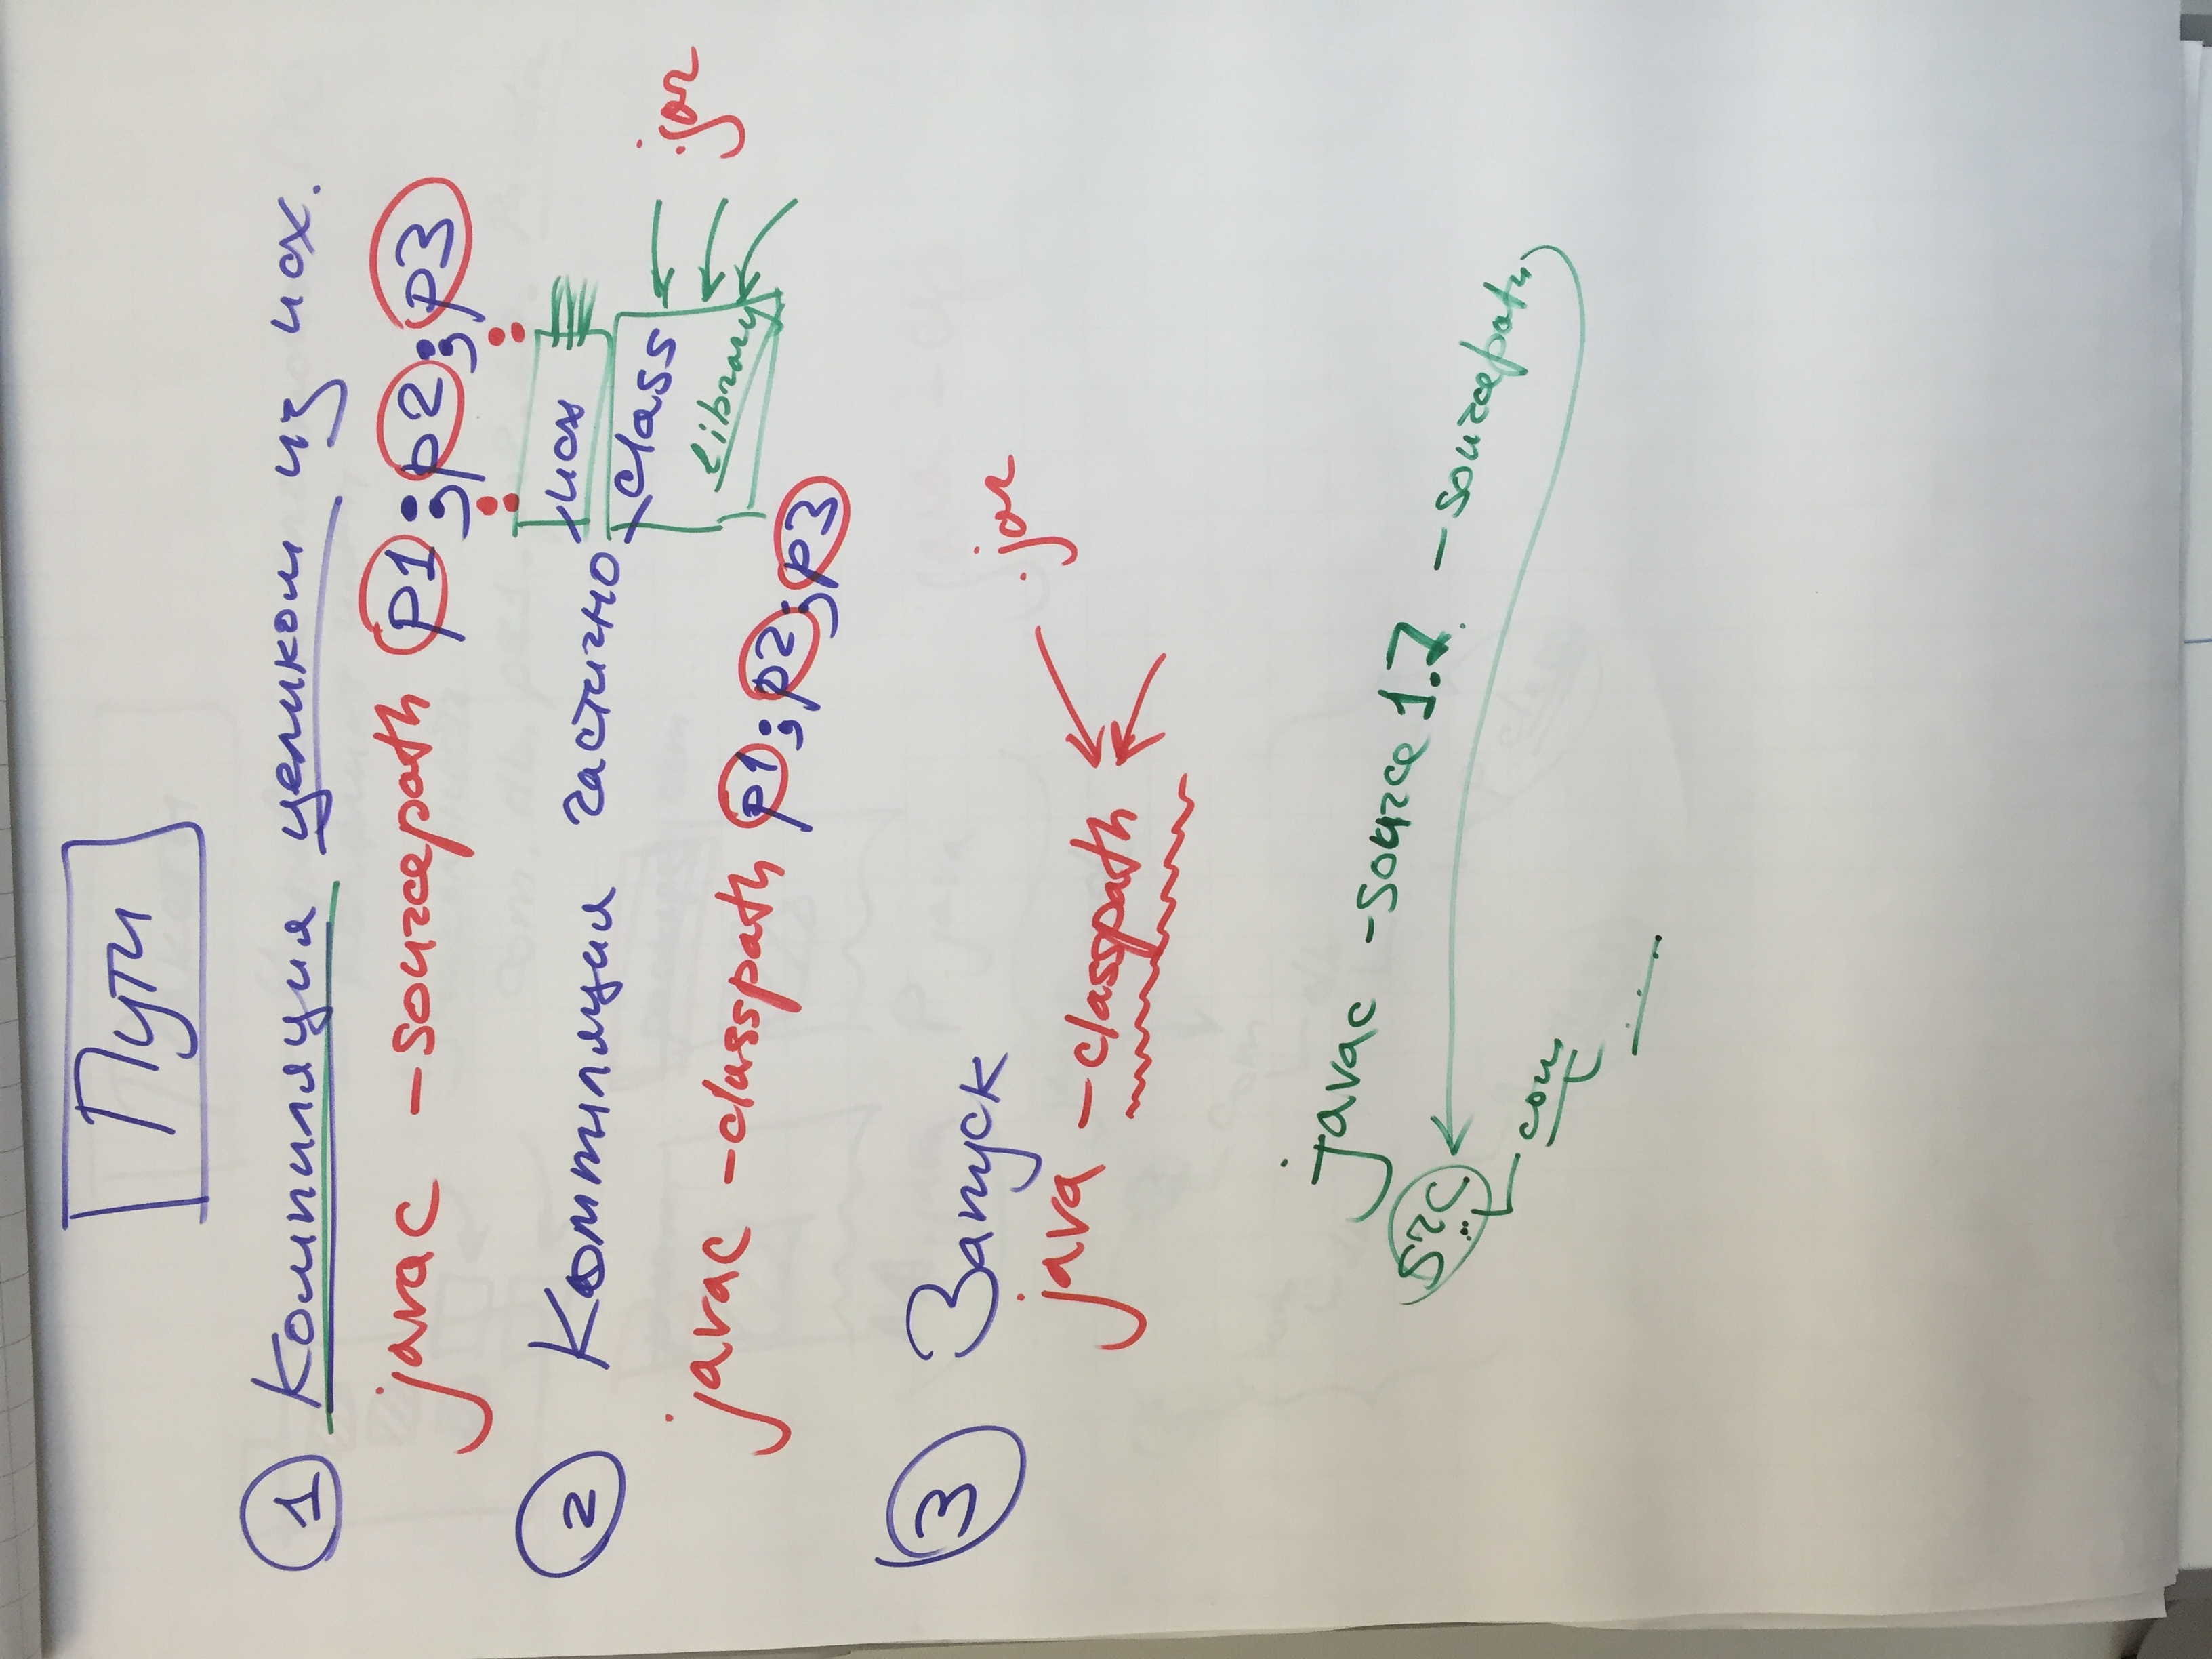 Пути
1 Компиляция целиком из исх.
javac -sourcepath p1;p2;p3
: :
2 Компиляция частично исх
class
library
.jar
javac -classpath p1;p2;p3
3 Запуск
.jar
java -classpath
javac -source 1.7 -sourcepath
src
com